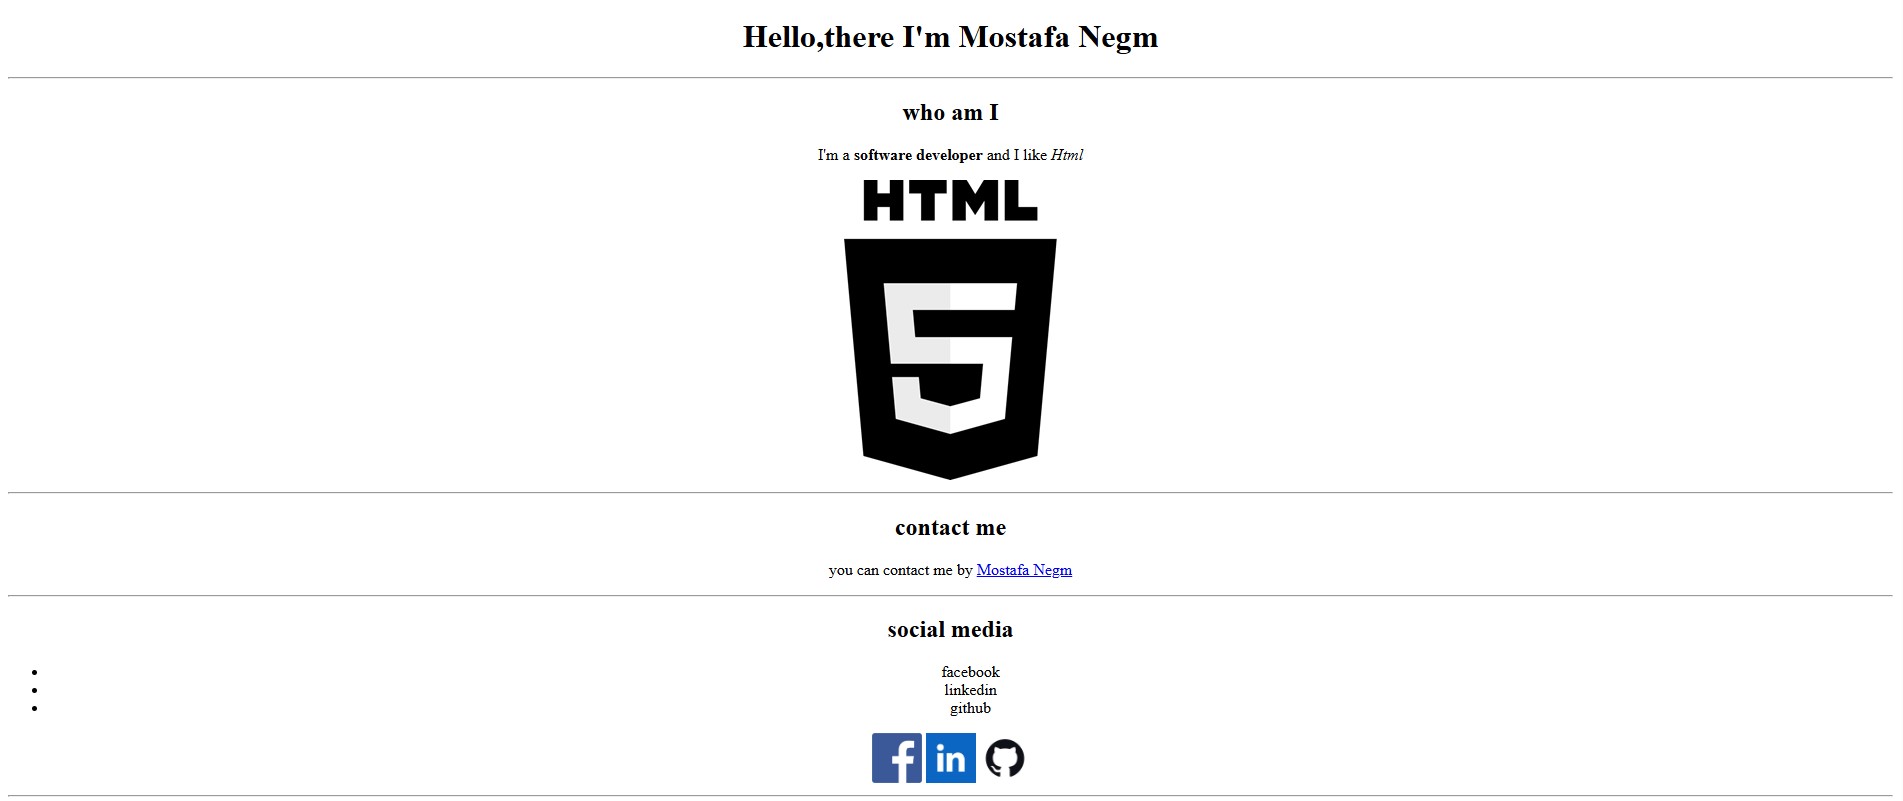 Hello,there I'm Mostafa Negm
who am I
I'm a software developer and I like Html
HTML
5
contact me
you can contact me by Mostafa Negm
social media
facebook
linkedin
github
f in